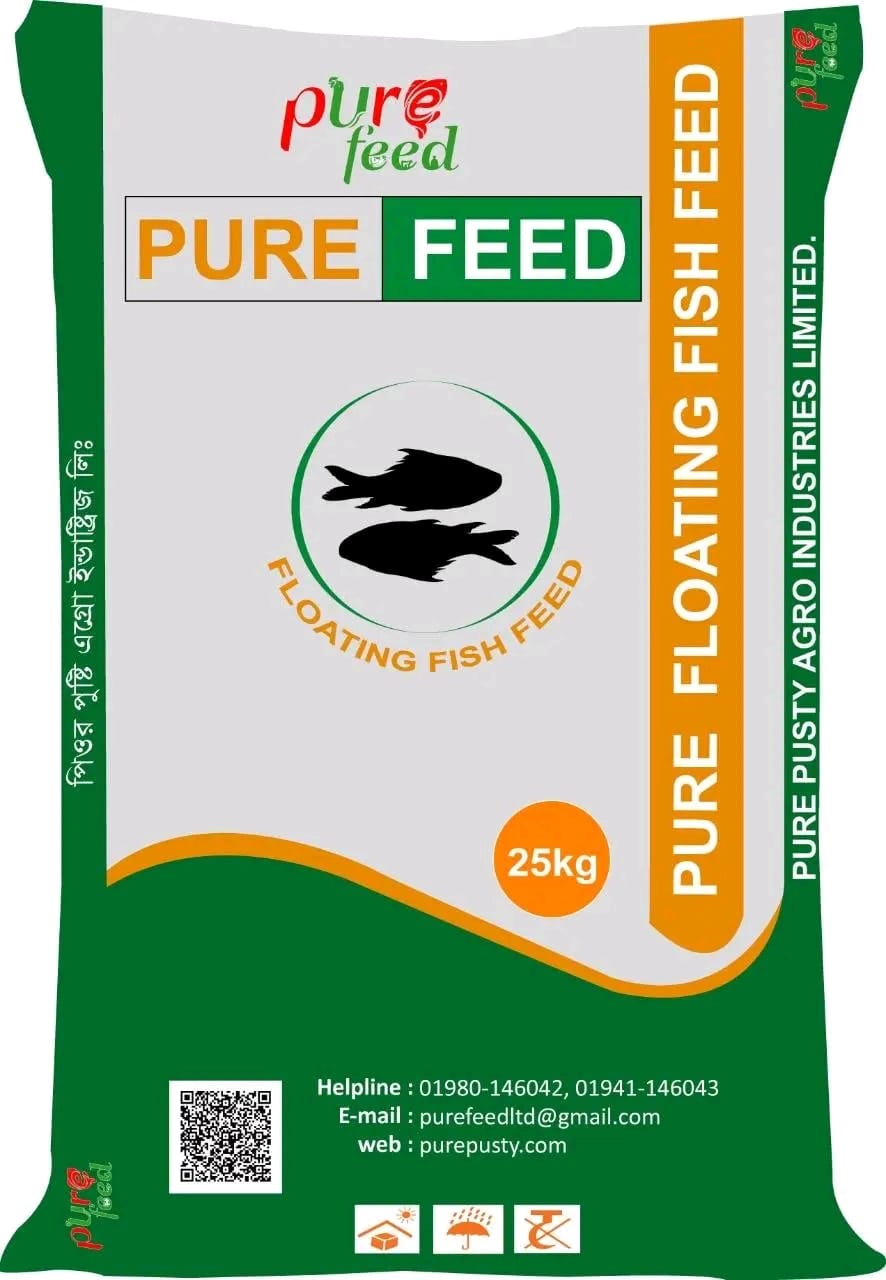 pure
feed
PURE FEED
FLOATING FISH FEED
25kg
PURE FLOATING FISH FEED
pure
feed
PURE PUSTY AGRO INDUSTRIES LIMITED.
পিওর পুষ্টি এগ্রো ইন্ডাস্ট্রিজ লিঃ
Helpline : 01980-146042, 01941-146043
E-mail : purefeedltd@gmail.com
web : purepusty.com
pure
feed